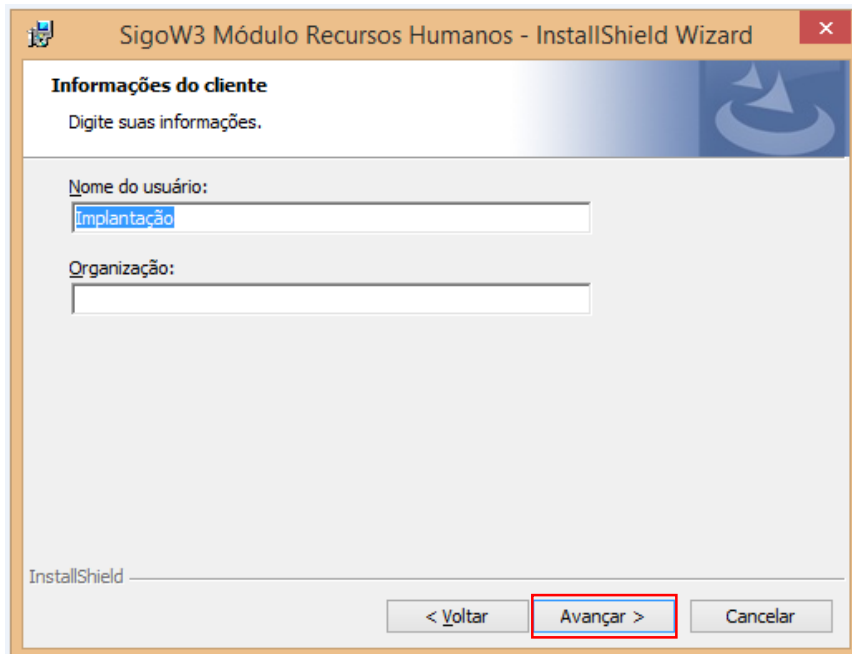 SigoW3 Módulo Recursos Humanos - InstallShield Wizard
Informações do cliente
Digite suas informações.
Nome do usuário:
Implantação
Organização:
InstallShield
< Voltar Avançar > Cancelar